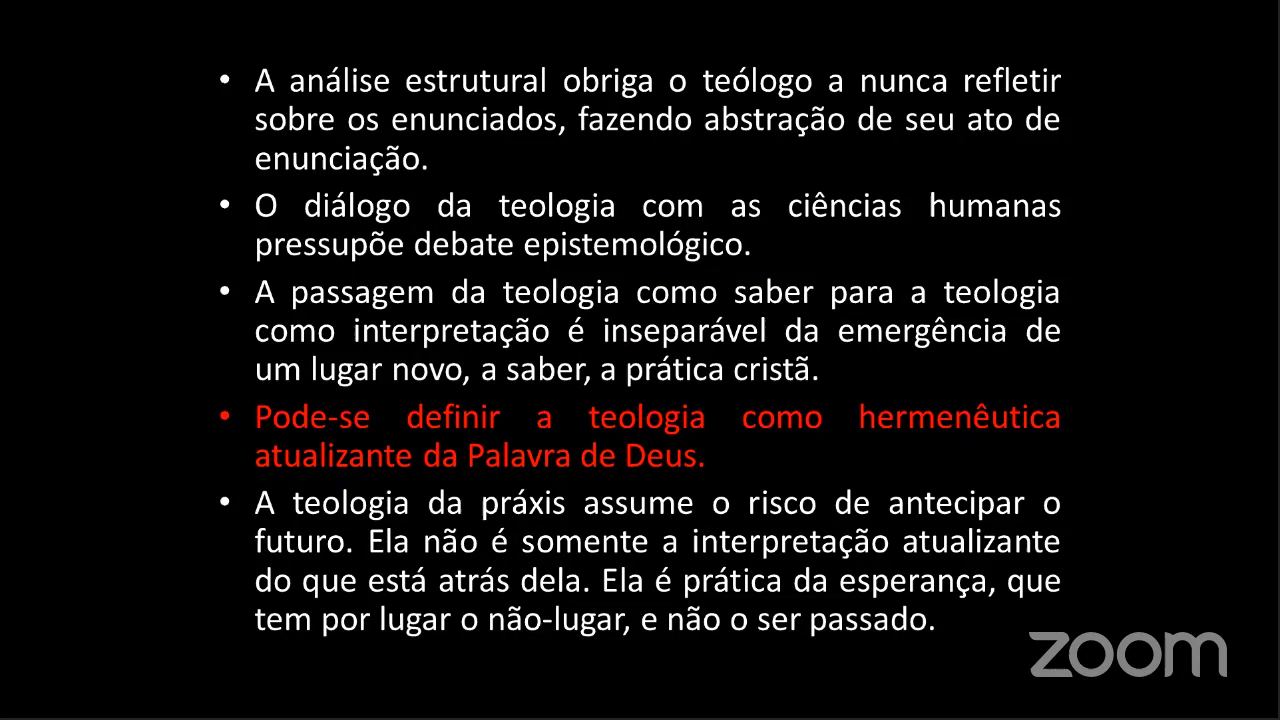 • A análise estrutural obriga o teólogo a nunca refletir
sobre os enunciados, fazendo abstração de seu ato de
enunciação.
• O diálogo da teologia com as ciências humanas
pressupõe debate epistemológico.
• A passagem da teologia como saber para a teologia
como interpretação é inseparável da emergência de
um lugar novo, a saber, a prática cristã.
• Pode-se definir a teologia como hermenêutica
atualizante da Palavra de Deus.
• A teologia da práxis assume o risco de antecipar o
futuro. Ela não é somente a interpretação atualizante
do que está atrás dela. Ela é prática da esperança, que
tem por lugar o não-lugar, e não o ser passado.
zoom